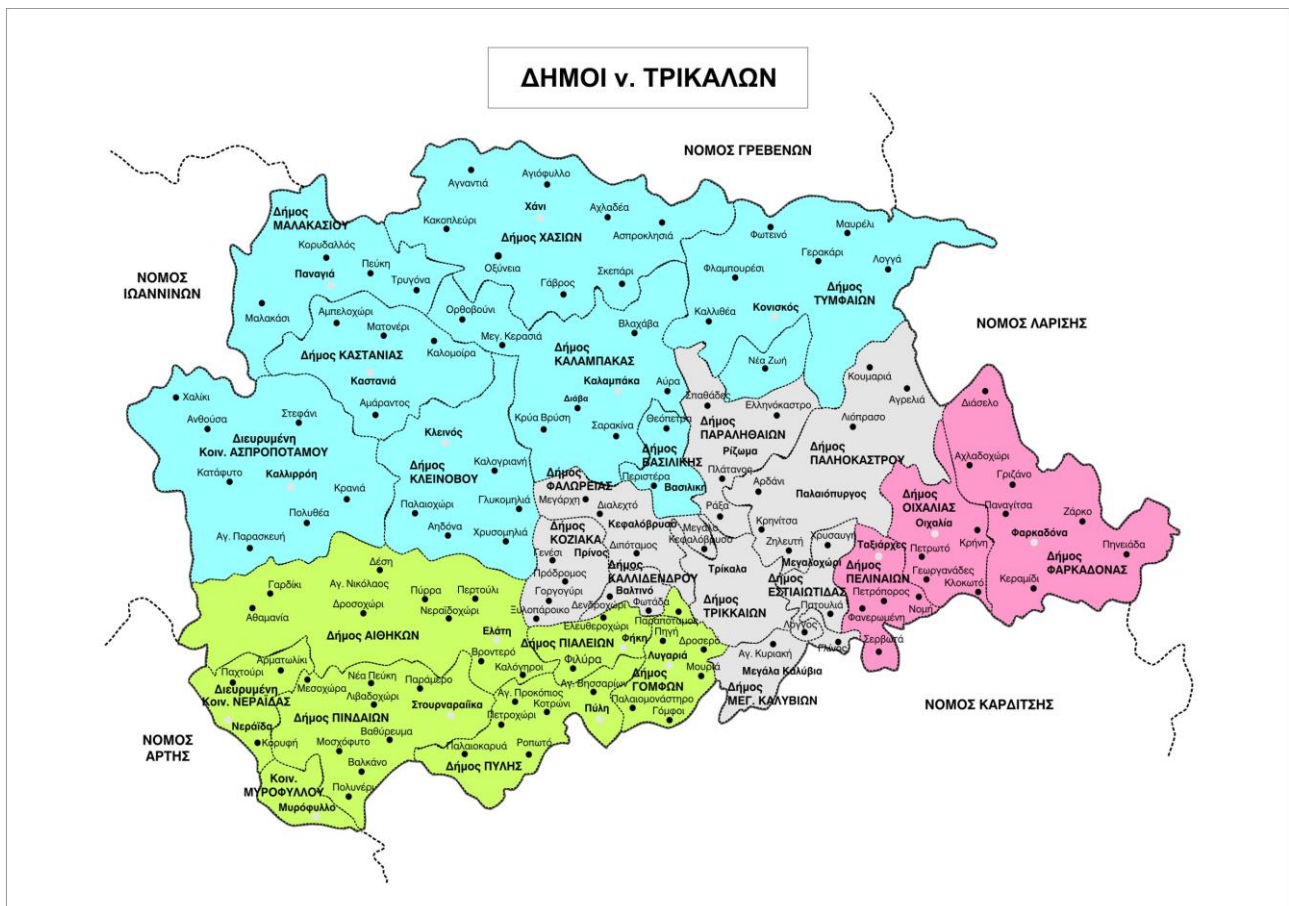 ΔΗΜΟΙ ν. ΤΡΙΚΑΛΩΝ
ΝΟΜΟΣ ΓΡΕΒΕΝΩΝ
ΝΟΜΟΣ
ΙΩΑΝΝΙΝΩΝ
ΝΟΜΟΣ ΛΑΡΙΣΗΣ
ΝΟΜΟΣ ΚΑΡΔΙΤΣΗΣ
ΝΟΜΟΣ
ΑΡΤΗΣ
Δήμος
ΜΑΛΑΚΑΣΙΟΥ
Κορυδαλλός
Παναγιά
Πεύκη
Τρυγόνα
Μαλακάσι
Αγναντιά
Αγιόφυλλο
Χάνι
Αχλαδέα
Κακοπλεύρι
Ασπροκλησιά
Δήμος ΧΑΣΙΩΝ
Οξύνεια
Γάβρος
Σκεπάρι
Φωτεινό
Μαυρέλι
Γερακάρι
Λογγά
Φλαμπουρέσι
Δήμος
ΤΥΜΦΑΙΩΝ
Κονισκός
Καλλιθέα
Νέα Ζωή
Αμπελοχώρι
Ματονέρι
Δήμος ΚΑΣΤΑΝΙΑΣ
Καλομοίρα
Καστανιά
Αμάραντος
Ορθοβούνι
Μεγ. Κερασιά
Βλαχάβα
Δήμος
ΚΑΛΑΜΠΑΚΑΣ
Καλαμπάκα
Αύρα
Διάβα
Κρύα Βρύση
Σαρακίνα
Θεόπετρα
Δήμος
ΒΑΣΙΛΙΚΗΣ
Περιστέρα
Βασιλική
Χαλίκι
Ανθούσα
Στεφάνι
Διευρυμένη
Κοιν. ΑΣΠΡΟΠΟΤΑΜΟΥ
Κατάφυτο
Καλλιρρόη
Κρανιά
Πολυθέα
Αγ. Παρασκευή
Κλεινός
Δήμος
ΚΛΕΙΝΟΒΟΥ
Καλογριανή
Παλαιοχώρι
Γλυκομηλιά
Αηδόνα
Χρυσομηλιά
Σπαθάδες
Ελληνόκαστρο
Δήμος
ΠΑΡΑΛΗΘΑΙΩΝ
Ρίζωμα
Πλάτανος
Ράξα
Κουμαριά
Αγρελιά
Λιόπρασο
Δήμος
ΠΑΛΗΟΚΑΣΤΡΟΥ
Αρδάνι
Παλαιόπυργος
Κρηνίτσα
Ζηλευτή
Χρυσαυγή
Μεγαλοχώρι
Δήμος
ΕΣΤΙΑΙΩΤΙΔΑΣ
Πατουλιά
Λόγγος
Γλίνος
Δήμος
ΦΑΛΩΡΕΙΑΣ
Μεγάρχη
Διαλεχτό
Κεφαλόβρυσο
Μεγάλο
Κεφαλόβρυσο
Δήμος
ΚΟΖΙΑΚΑ
Πρίνος
Γενέσι
Πρόδρομος
Γοργογύρι
Ξυλοπάροικο
Διπόταμος
Δήμος
ΚΑΛΛΙΔΕΝΔΡΟΥ
Βαλτινό
Δενδροχώρι
Φωτάδα
Τρίκαλα
Δήμος
ΤΡΙΚΚΑΙΩΝ
Αγ. Κυριακή
Μεγάλα Καλύβια
Δήμος
ΜΕΓ. ΚΑΛΥΒΙΩΝ
Διάσελο
Αχλαδοχώρι
Γριζάνο
Παναγίτσα
Ζάρκο
Φαρκαδόνα
Πηνειάδα
Δήμος
ΦΑΡΚΑΔΟΝΑΣ
Κεραμίδι
Δήμος
ΟΙΧΑΛΙΑΣ
Οιχαλία
Κρήνη
Πετρωτό
Γεωργανάδες
Κλοκωτό
Νομή
Ταξιάρχες
Δήμος
ΠΕΛΙΝΑΙΩΝ
Πετρόπορος
Φανερωμένη
Σερβωτά
Δέση
Γαρδίκι
Αγ. Νικόλαος
Πύρρα
Περτούλι
Αθαμανία
Δροσοχώρι
Νεραϊδοχώρι
Δήμος ΑΙΘΗΚΩΝ
Ελάτη
Βροντερό
Ελευθεροχώρι
Δήμος ΠΙΑΛΕΙΩΝ
Φήκη
Φιλύρα
Καλόγηροι
Παραπόταμος
Πηγή
Δροσερό
Λυγαριά
Δήμος
ΓΟΜΦΩΝ
Μουριά
Παλαιομονάστηρο
Γόμφοι
Παχτούρι
Αρματωλίκι
Διευρυμένη
Κοιν. ΝΕΡΑΪΔΑΣ
Νεράϊδα
Κορυφή
Μεσοχώρα
Νέα Πεύκη
Παράμερο
Λιβαδοχώρι
Στουρναραίικα
Δήμος ΠΙΝΔΑΙΩΝ
Βαθύρευμα
Μοσχόφυτο
Βαλκάνο
Πολυνέρι
Κοιν.
ΜΥΡΟΦΥΛΛΟΥ
Μυρόφυλλο
Αγ. Βησσαρίων
Αγ. Προκόπιος
Κοτρώνι
Πύλη
Πετροχώρι
Παλαιοκαρυά
Ροπωτό
Δήμος ΠΥΛΗΣ